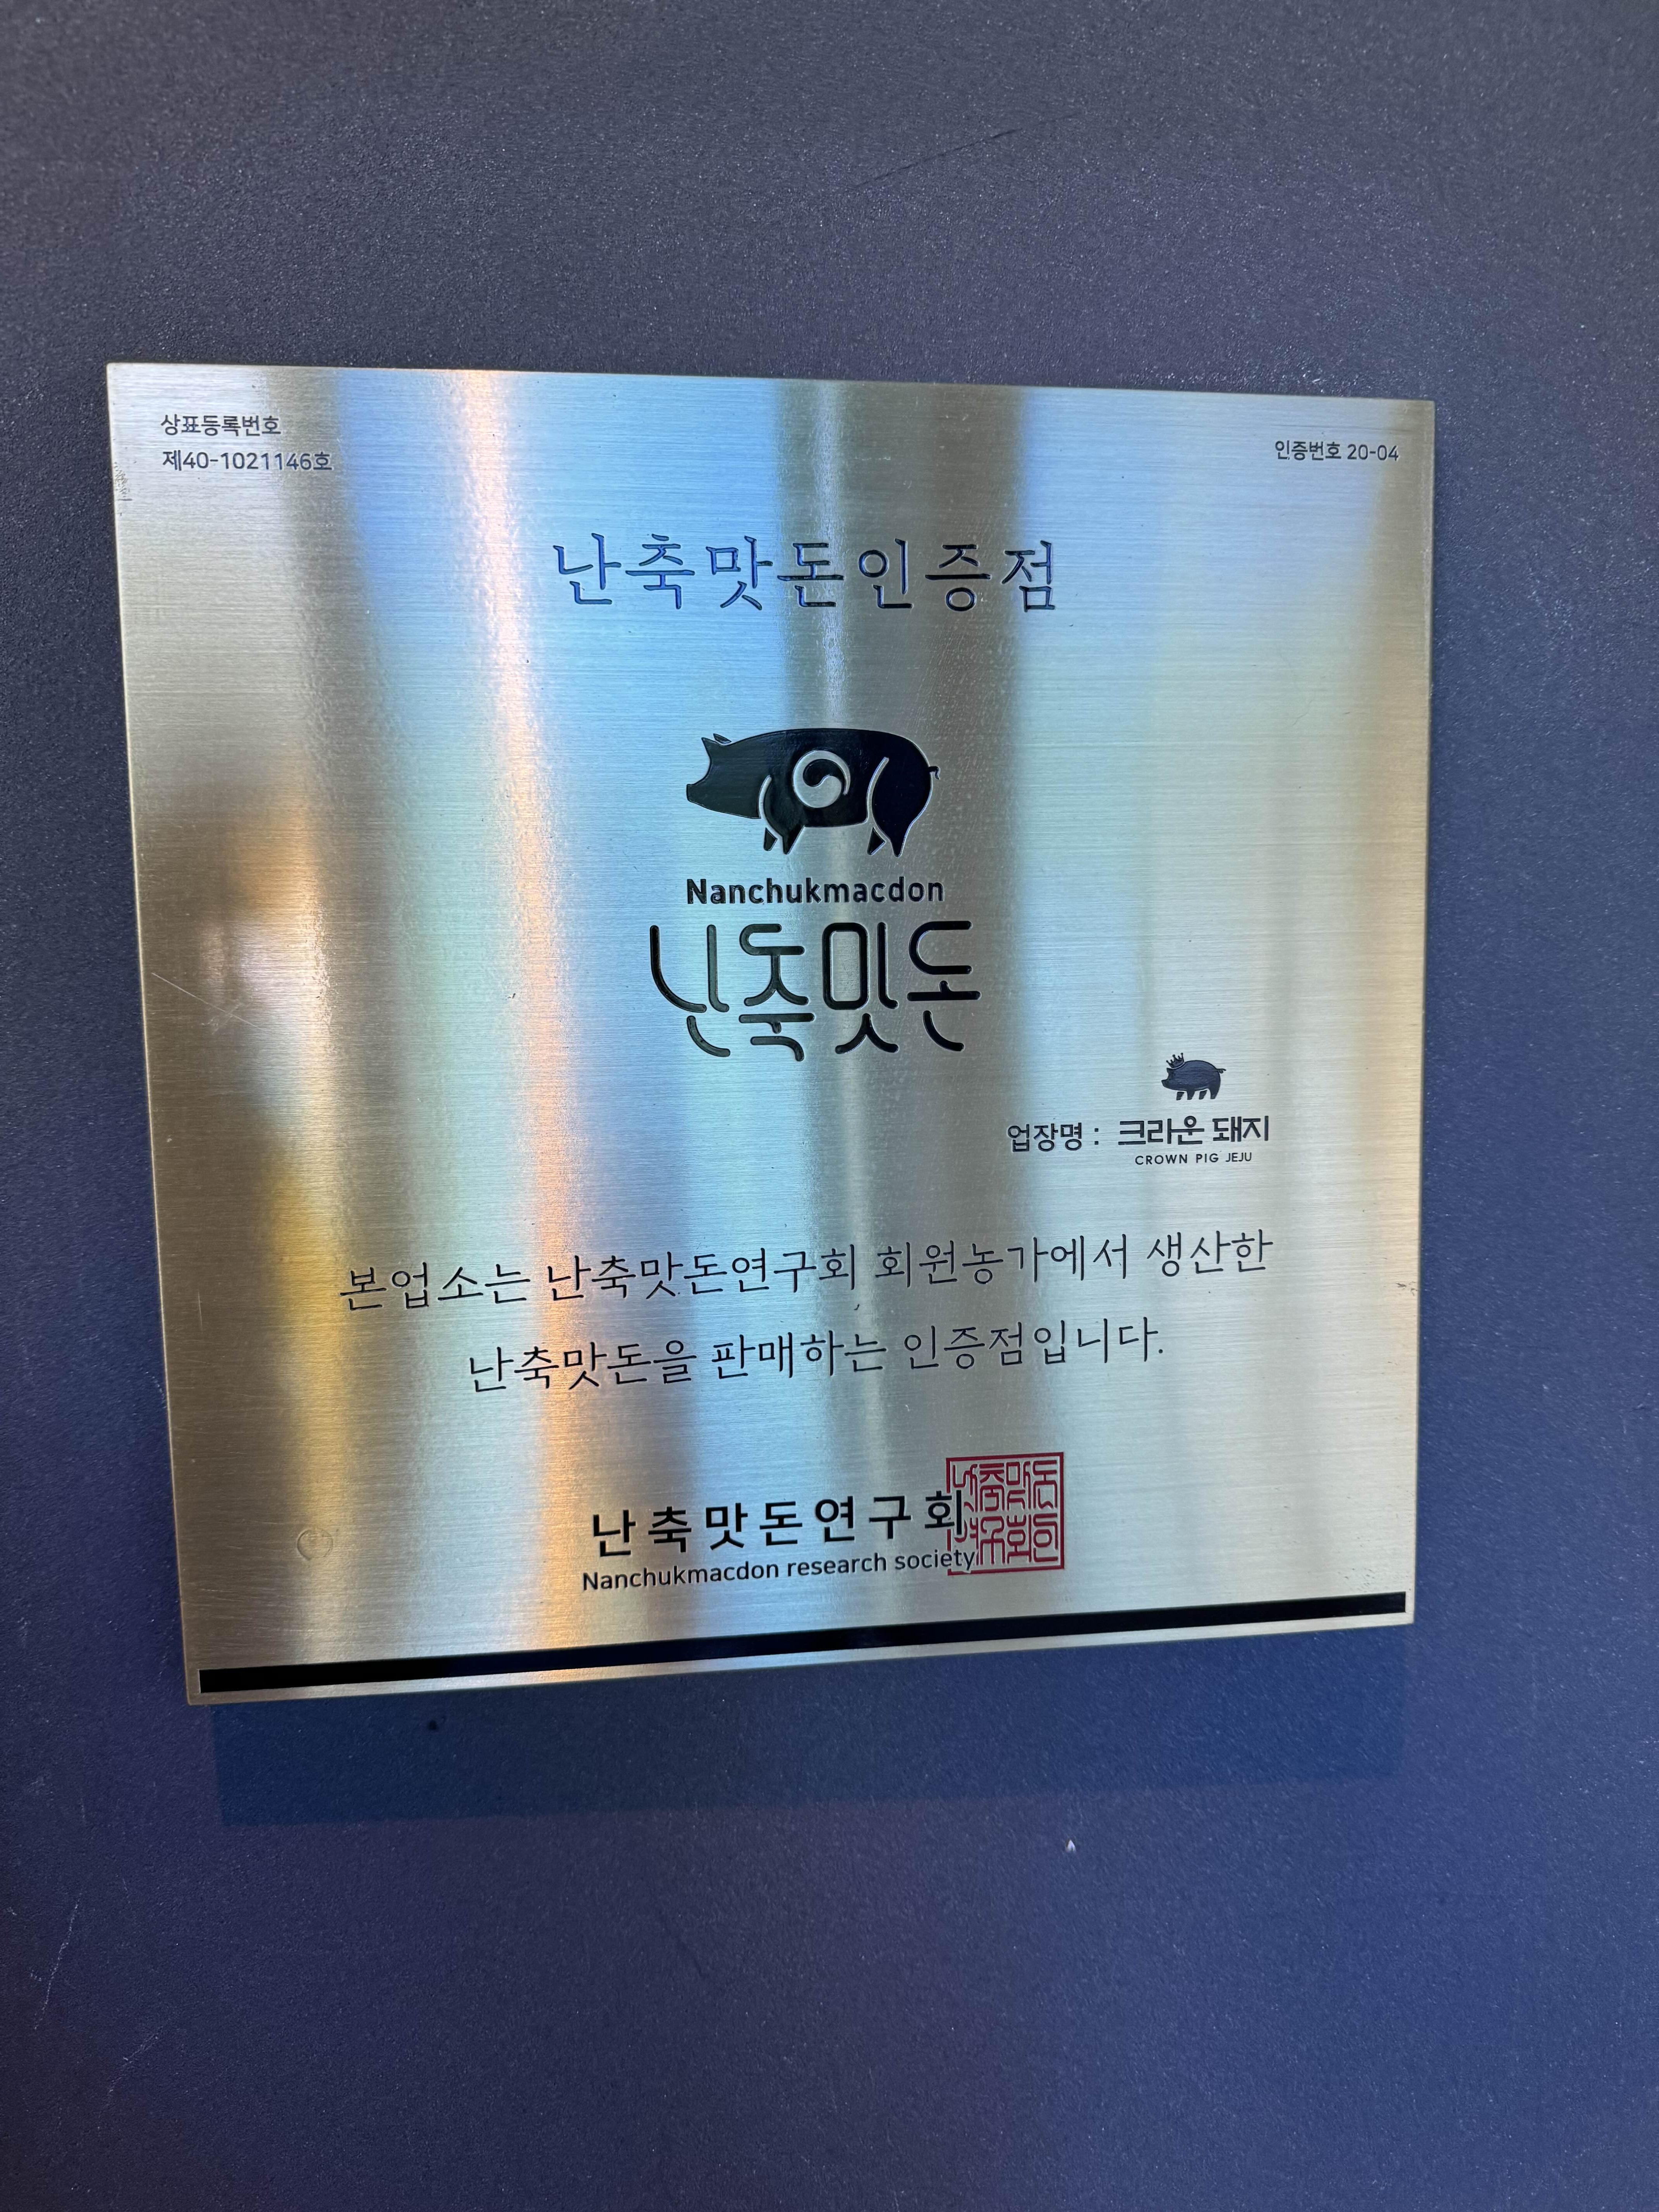 상표등록번호
제40-1021146호
인증번호 20-04
난축맛돈인증점
Nanchukmacdon
난축맛돈
업장명 : 크라운 돼지
CROWN PIG JEJU
본업소는 난축맛돈연구회 회원농가에서 생산한
난축맛돈을 판매하는 인증점입니다.
난축맛돈연구회
Nanchukmacdon research society